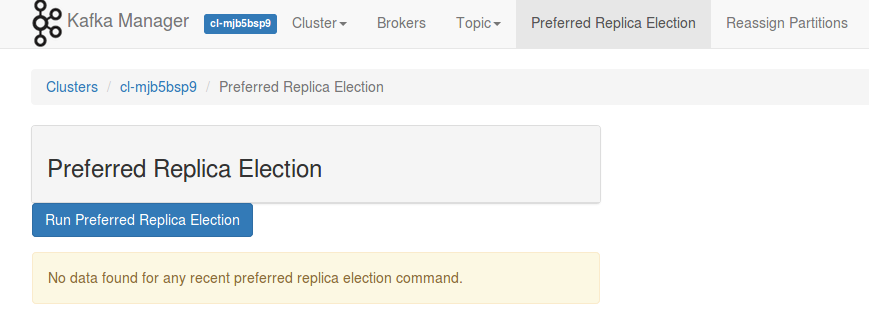 Kafka Manager cl-mjb5bsp9 Cluster Brokers Topic Preferred Replica Election Reassign Partitions
Clusters / cl-mjb5bsp9 / Preferred Replica Election
Preferred Replica Election
Run Preferred Replica Election
No data found for any recent preferred replica election command.